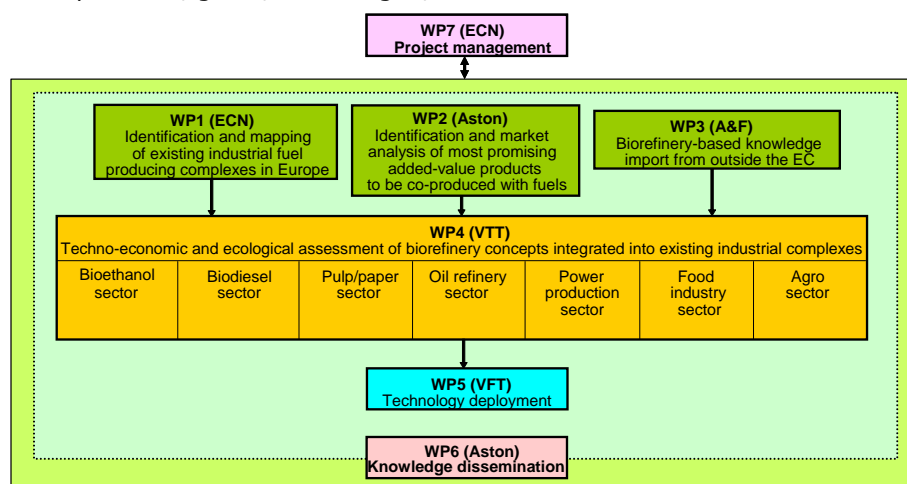 WP7 (ECN)
Project management
WP1 (ECN)
Identification and mapping
of existing industrial fuel
producing complexes in Europe
WP2 (Aston)
Identification and market
analysis of most promising
added-value products
to be co-produced with fuels
WP3 (A&F)
Biorefinery-based knowledge
import from outside the EC
WP4 (VTT)
Techno-economic and ecological assessment of biorefinery concepts integrated into existing industrial complexes
Bioethanol
sector
Biodiesel
sector
Pulp/paper
sector
Oil refinery
sector
Power
production
sector
Food
industry
sector
Agro
sector
WP5 (VFT)
Technology deployment
WP6 (Aston)
Knowledge dissemination